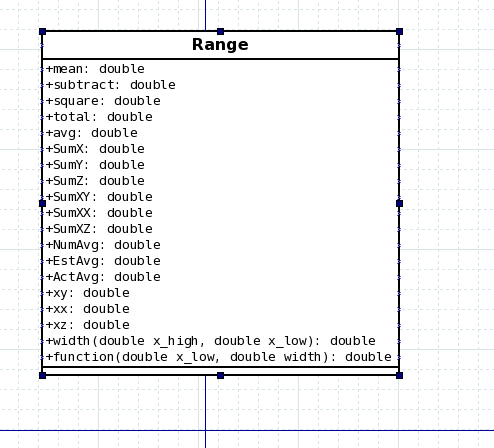 Range
+mean: double
+subtract: double
+square: double
+total: double
+avg: double
+SumX: double
+SumY: double
+SumZ: double
+SumXY: double
+SumXX: double
+SumXZ: double
+NumAvg: double
+EstAvg: double
+ActAvg: double
+xy: double
+xx: double
+xz: double
+width(double x_high, double x_low): double
+function(double x_low, double width): double